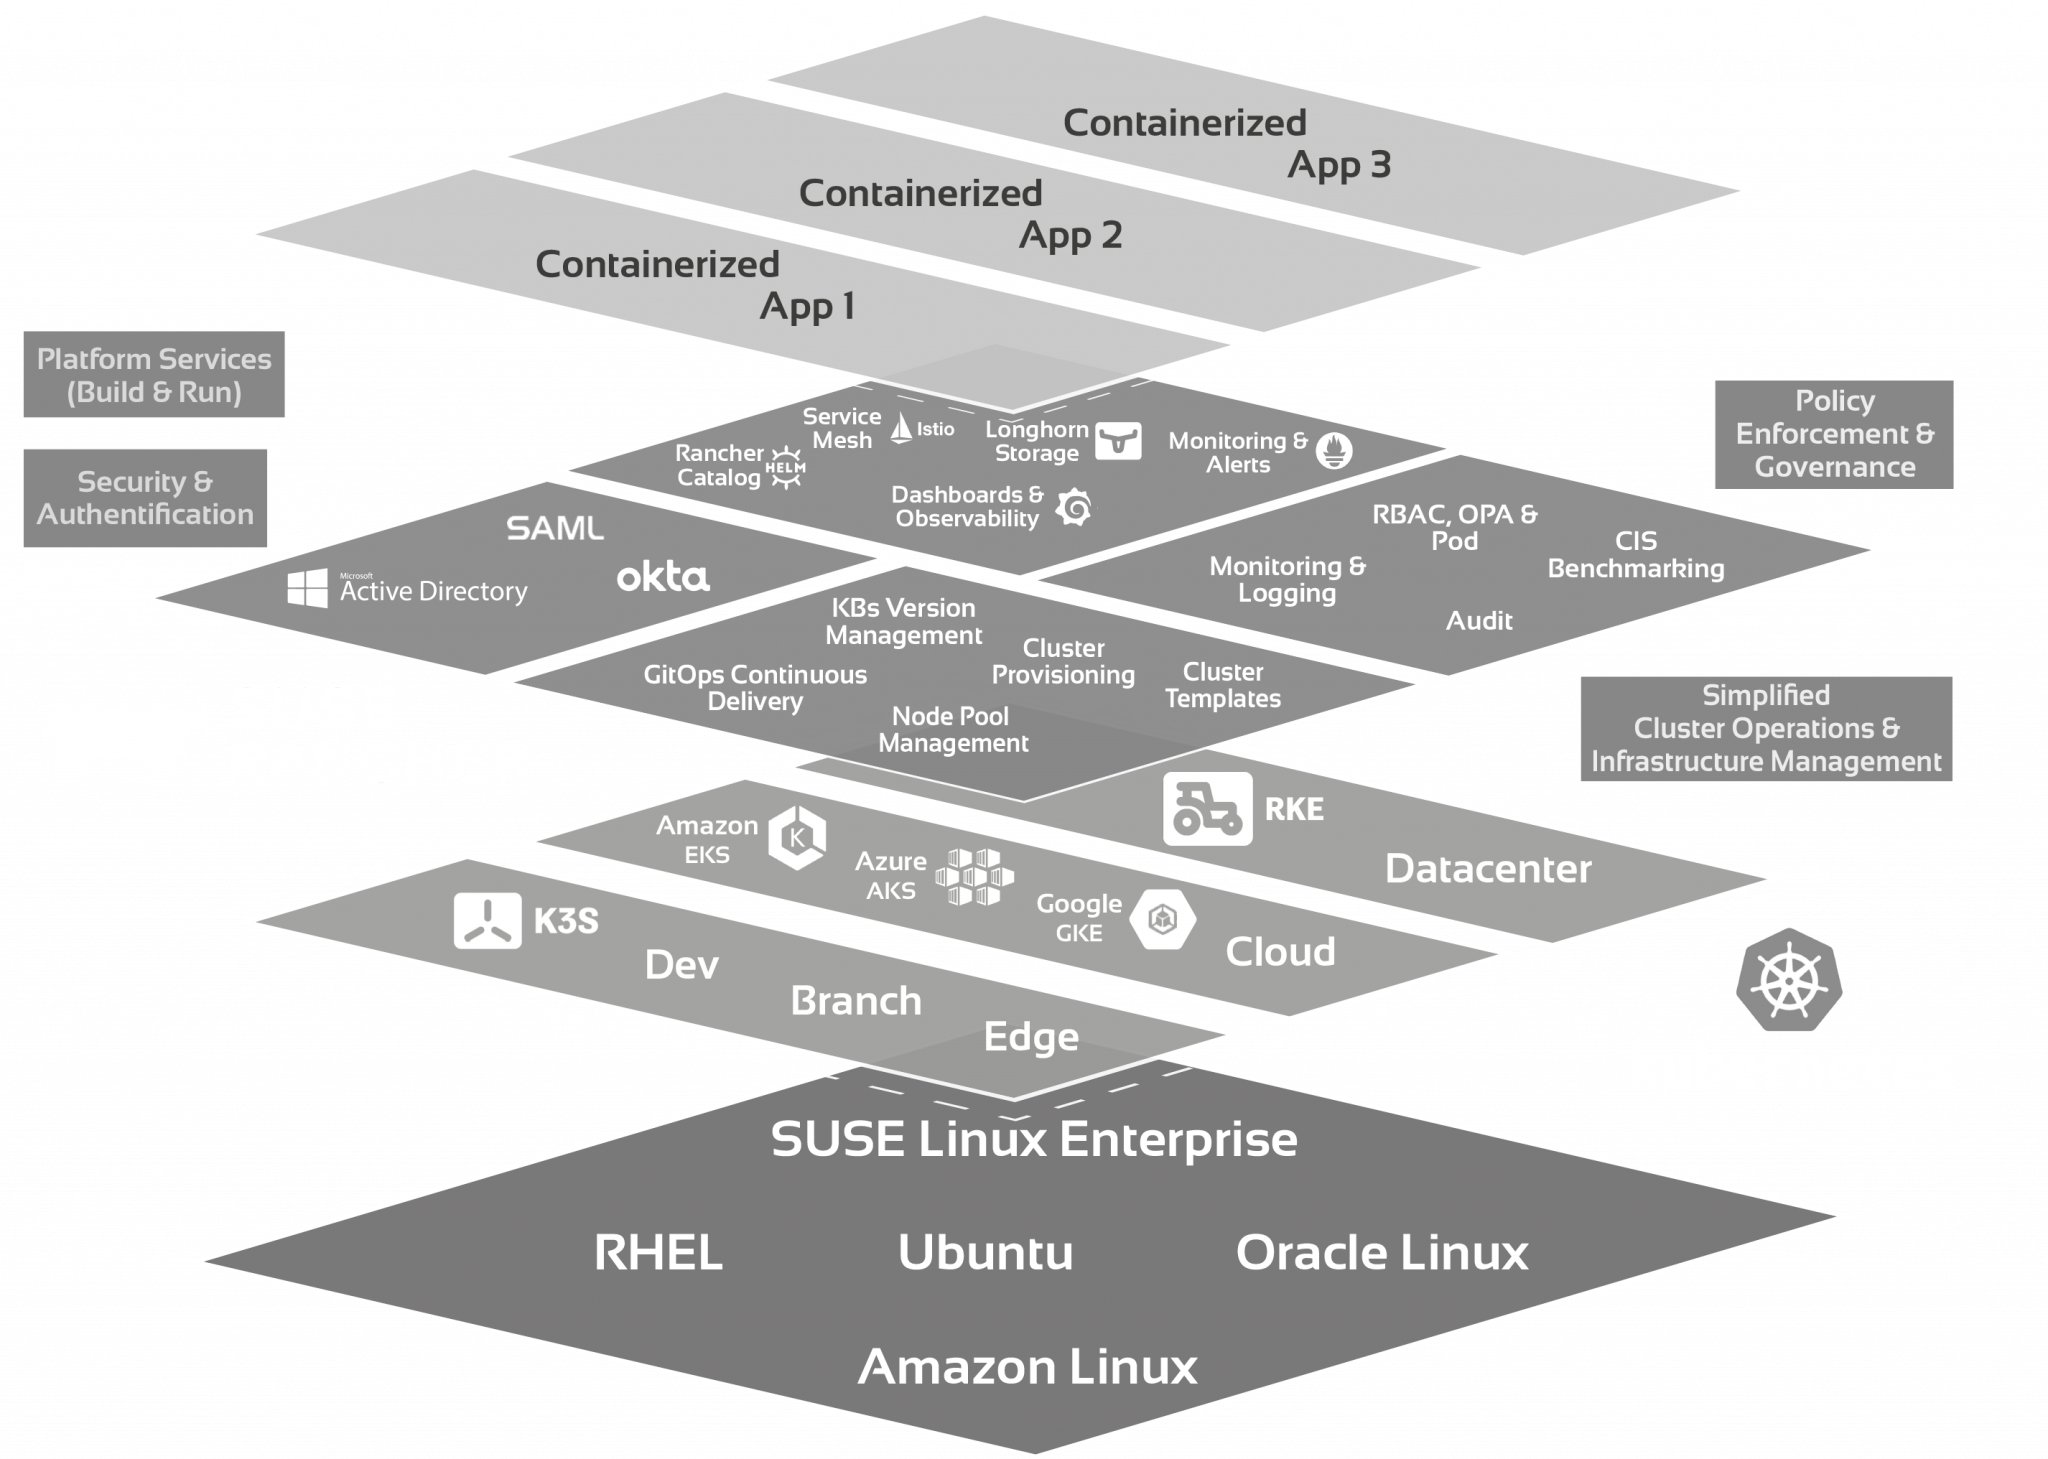 Containerized
App 3
Containerized
App 2
Containerized
App 1
Platform Services
(Build & Run)
Security &
Authentification
Policy
Enforcement &
Governance
Service
Mesh
Istio
Longhorn
Storage
Monitoring &
Alerts
Rancher
Catalog
HELM
Dashboards &
Observability
SAML
okta
Microsoft
Active Directory
RBAC, OPA &
Pod
CIS
Benchmarking
Monitoring &
Logging
Audit
KBs Version
Management
Cluster
Provisioning
Cluster
Templates
GitOps Continuous
Delivery
Node Pool
Management
Simplified
Cluster Operations &
Infrastructure Management
RKE
Datacenter
Amazon
EKS
K
Azure
AKS
Google
GKE
Cloud
K3S
Dev
Branch
Edge
SUSE Linux Enterprise
RHEL
Ubuntu
Oracle Linux
Amazon Linux